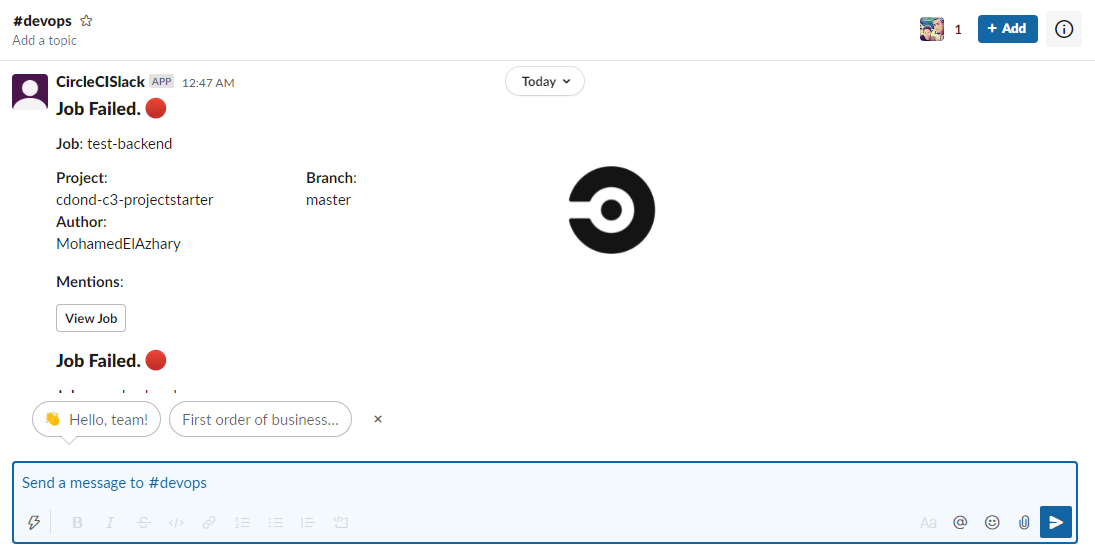 #devops
Add a topic
1
+ Add
CircleCISlack APP 12:47 AM
Today
Job Failed.
Job: test-backend
Project:
cdond-c3-projectstarter
Branch:
master
Author:
MohamedElAzhary
Mentions:
View Job
Job Failed.
Hello, team!
First order of business...
Send a message to #devops
B I S
Aa @